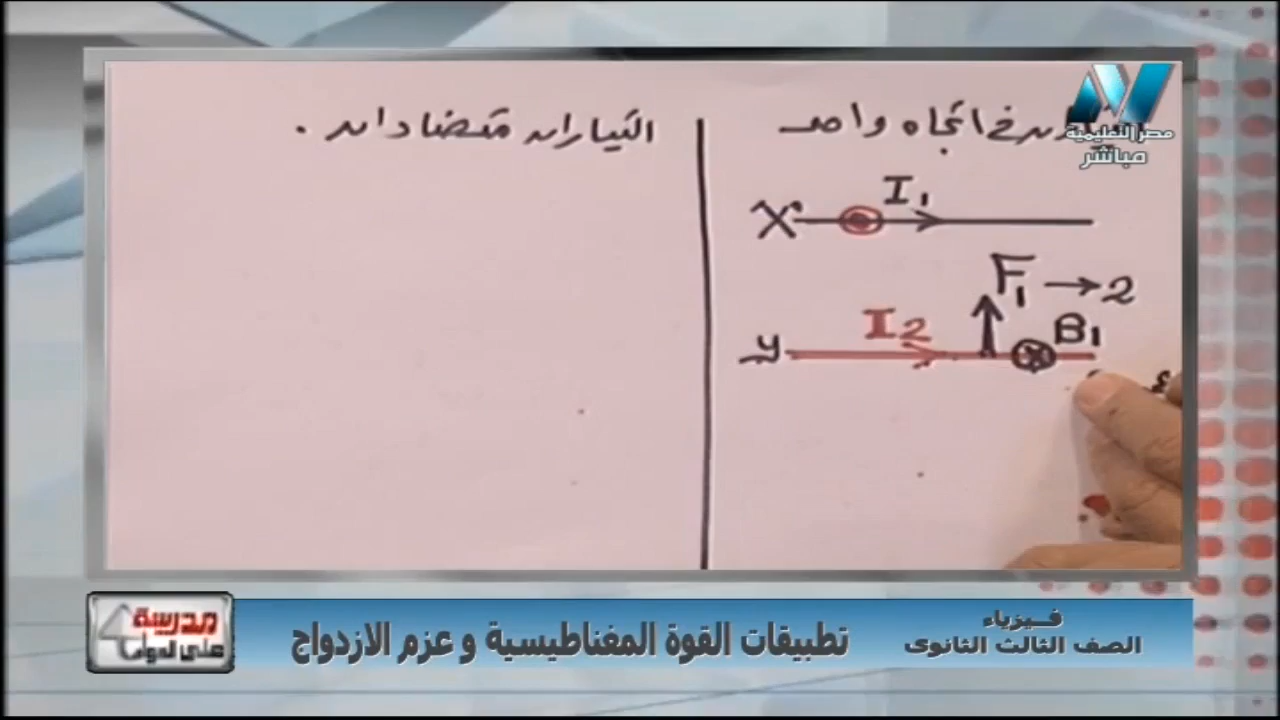 مصر التعليمية
مباشر
في اتجاه واحد
التياران متضادان .
X I1
F1 → 2
y I2 B1
فيزياء
الصف الثالث الثانوى
تطبيقات القوة المغناطيسية و عزم الازدواج
مدرسة
على الهواء